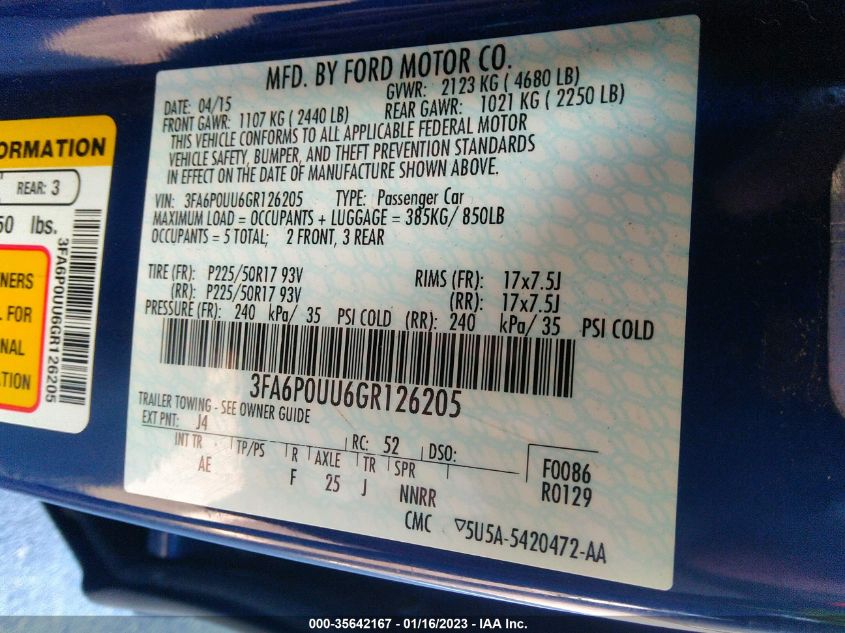 MFD. BY FORD MOTOR CO.
DATE: 04/15 GVWR: 2123 KG ( 4680 LB)
FRONT GAWR: 1107 KG ( 2440 LB) REAR GAWR: 1021 KG ( 2250 LB)
THIS VEHICLE CONFORMS TO ALL APPLICABLE FEDERAL MOTOR
VEHICLE SAFETY, BUMPER, AND THEFT PREVENTION STANDARDS
IN EFFECT ON THE DATE OF MANUFACTURE SHOWN ABOVE.
VIN: 3FA6P0UU6GR126205 TYPE: Passenger Car
MAXIMUM LOAD = OCCUPANTS + LUGGAGE = 385KG/ 850LB
OCCUPANTS = 5 TOTAL; 2 FRONT, 3 REAR
TIRE (FR): P225/50R17 93V RIMS (FR): 17x7.5J
(RR): P225/50R17 93V (RR): 17x7.5J
PRESSURE (FR): 240 kPa/ 35 PSI COLD (RR): 240 kPa/ 35 PSI COLD
3FA6P0UU6GR126205
TRAILER TOWING - SEE OWNER GUIDE
EXT PNT: J4 RC: 52 DSO:
INT TR TP/PS R AXLE TR SPR F0086
AE F 25 J NNRR R0129
CMC ▽5U5A-5420472-AA
REAR: 3
lbs.
3FA6P0UU6GR126205
FOR
000-35642167 - 01/16/2023 - IAA Inc.